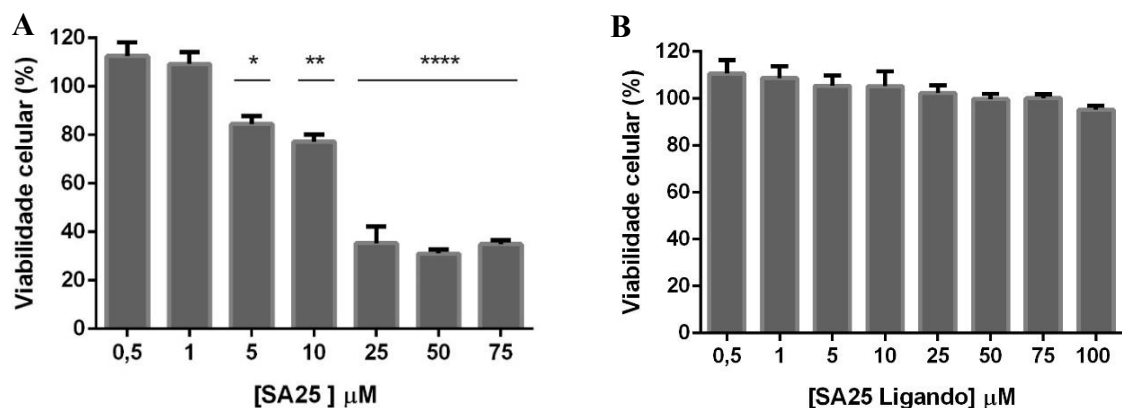 A
Viabilidade celular (%)
120
100
80
60
40
20
0
* ** ****
0,5 1 5 10 25 50 75
[SA25 ] µM
B
Viabilidade celular (%)
120
100
80
60
40
20
0
0,5 1 5 10 25 50 75 100
[SA25 Ligando] µM